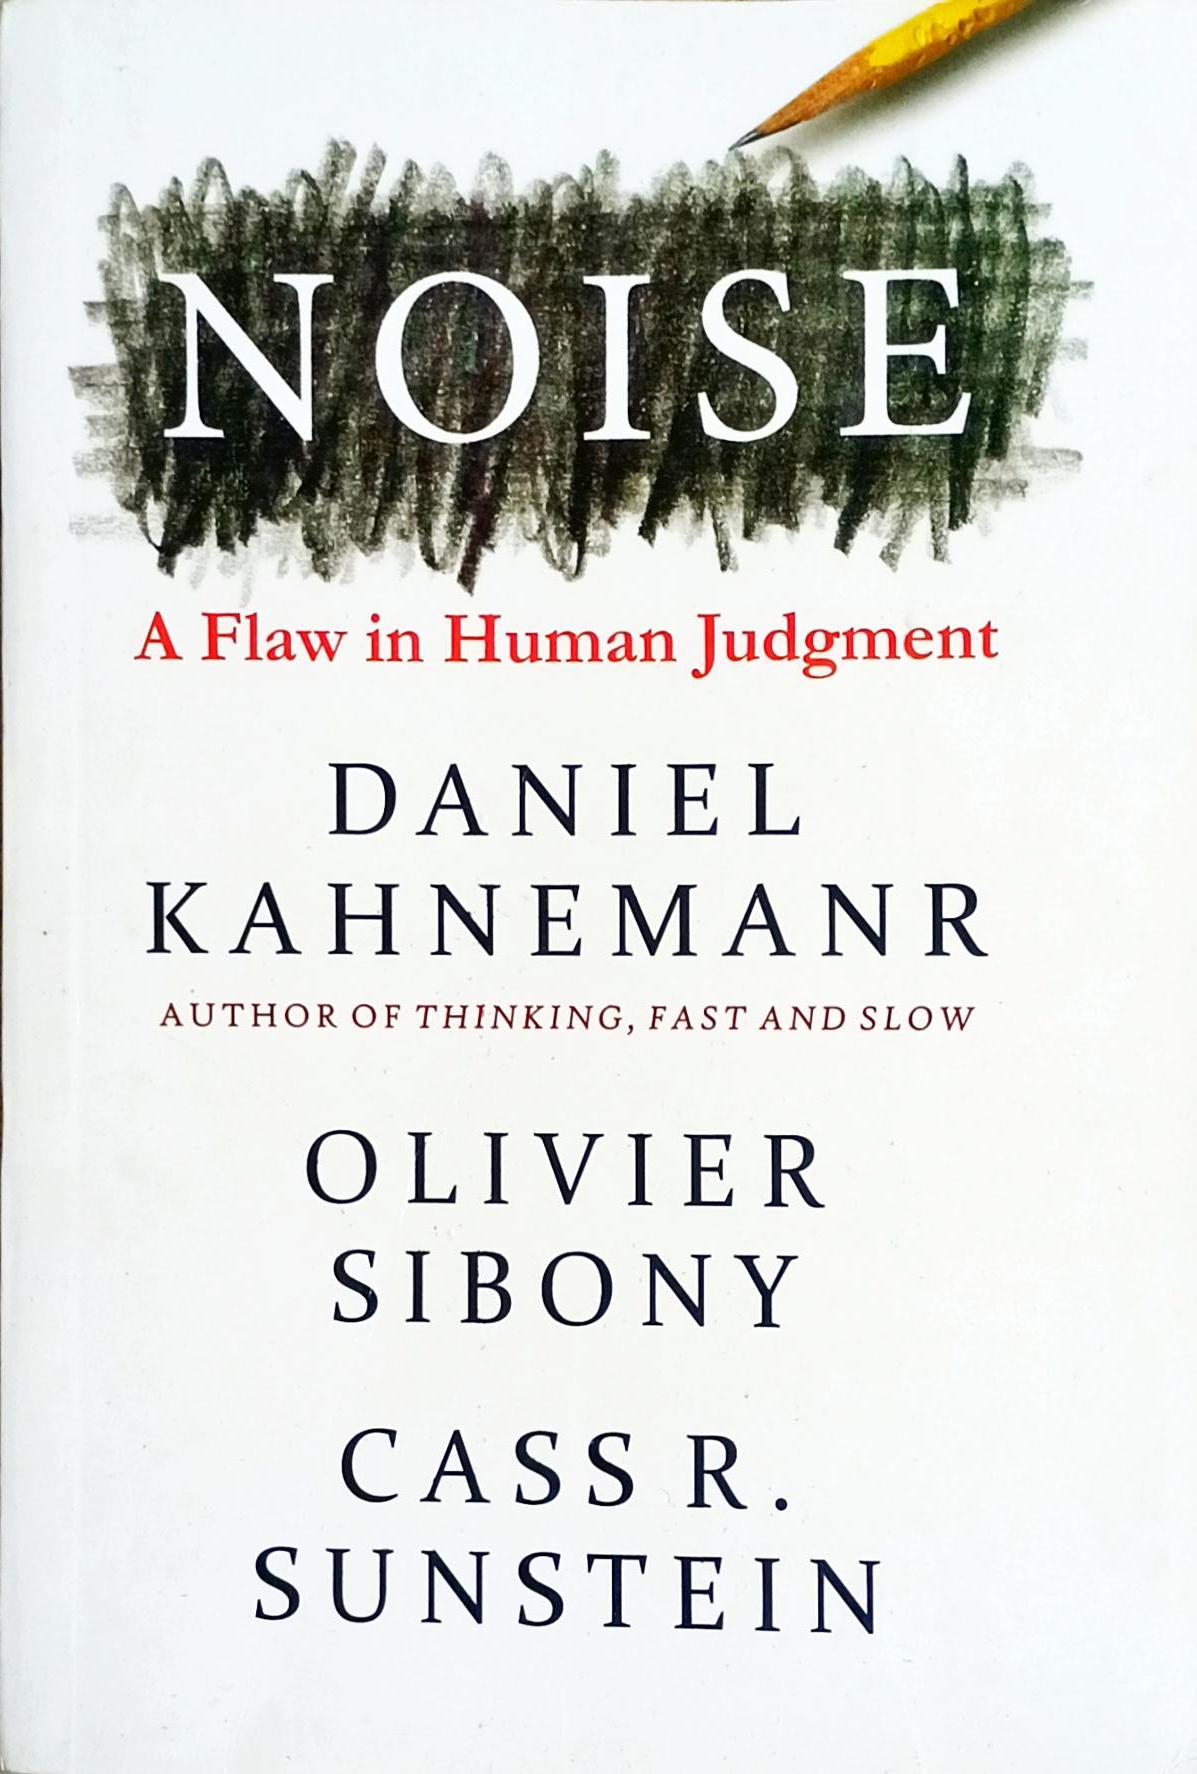 NOISE
A Flaw in Human Judgment
DANIEL
KAHNEMANR
AUTHOR OF THINKING, FAST AND SLOW
OLIVIER
SIBONY
CASS R.
SUNSTEIN